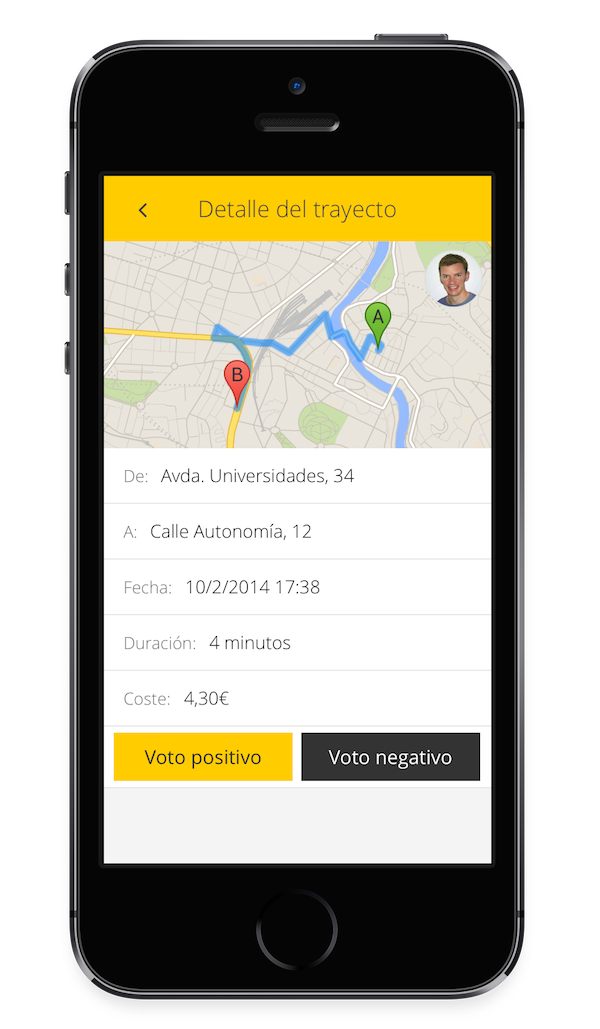 Detalle del trayecto
A
B
De: Avda. Universidades, 34
A: Calle Autonomía, 12
Fecha: 10/2/2014 17:38
Duración: 4 minutos
Coste: 4,30€
Voto positivo Voto negativo